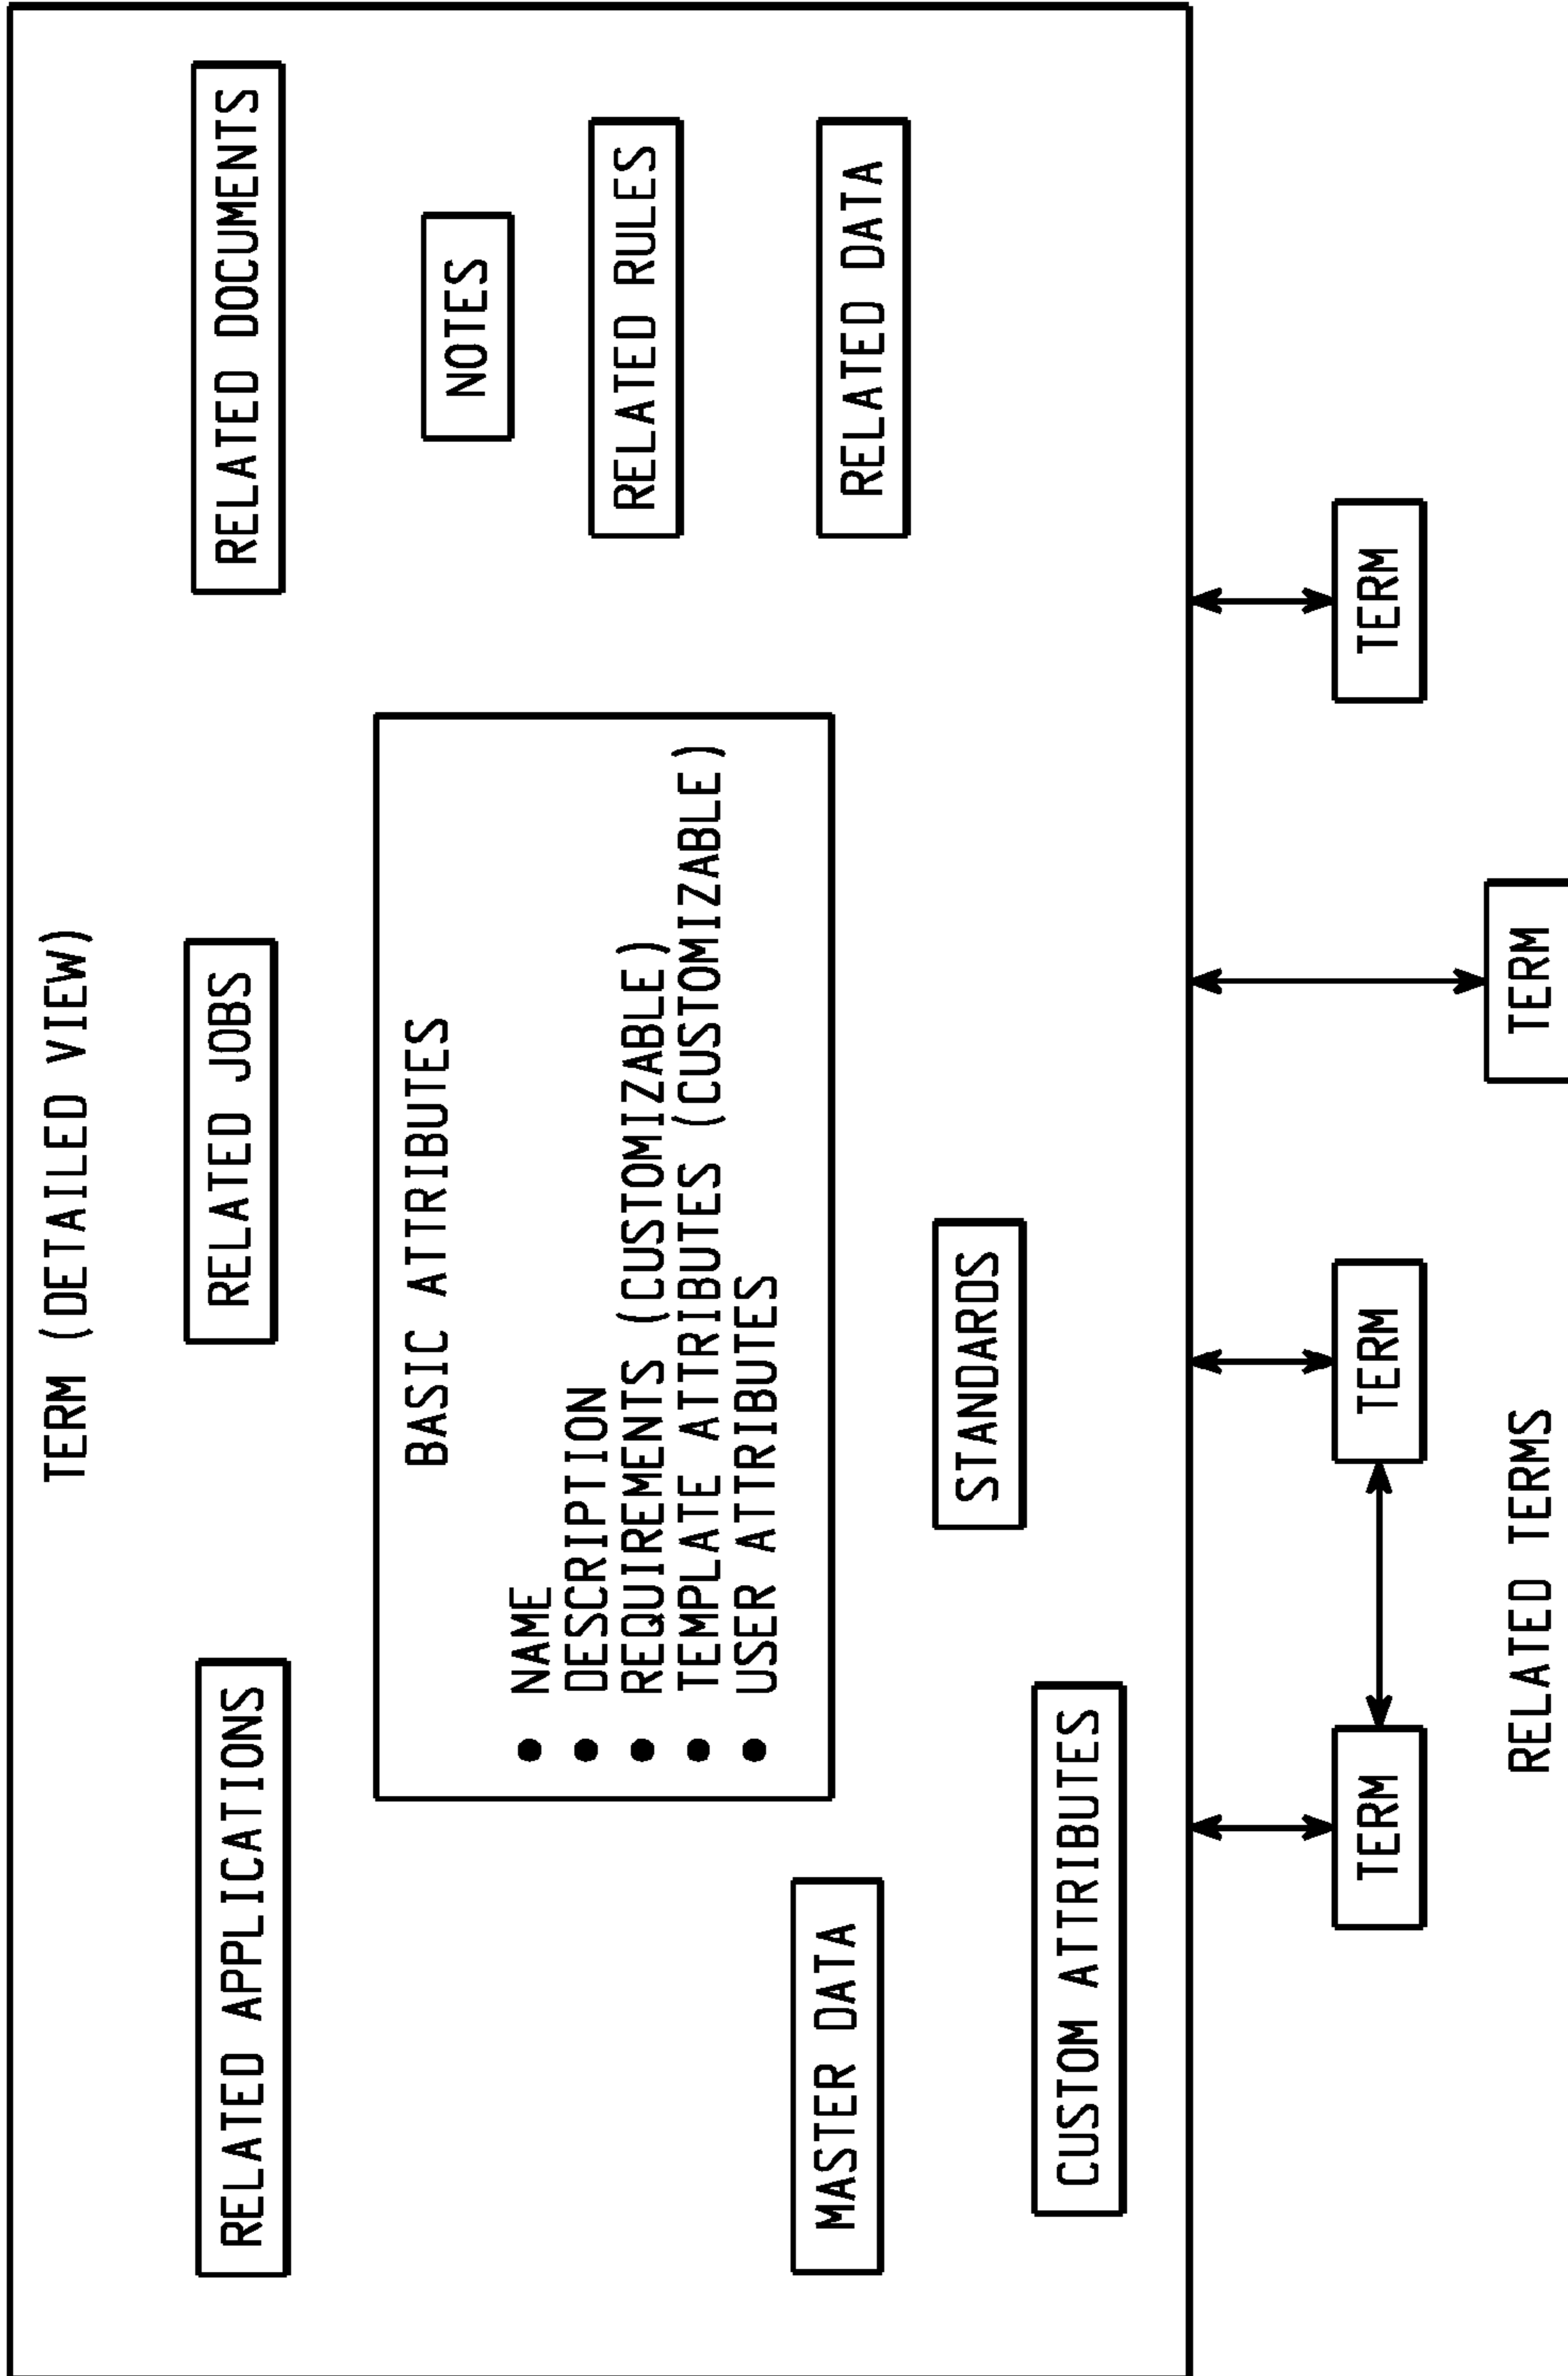 TERM (DETAILED VIEW)
RELATED APPLICATIONS
RELATED JOBS
RELATED DOCUMENTS
BASIC ATTRIBUTES
• NAME
• DESCRIPTION
• REQUIREMENTS (CUSTOMIZABLE)
• TEMPLATE ATTRIBUTES (CUSTOMIZABLE)
• USER ATTRIBUTES
NOTES
RELATED RULES
MASTER DATA
RELATED DATA
STANDARDS
CUSTOM ATTRIBUTES
TERM
TERM
TERM
TERM
RELATED TERMS